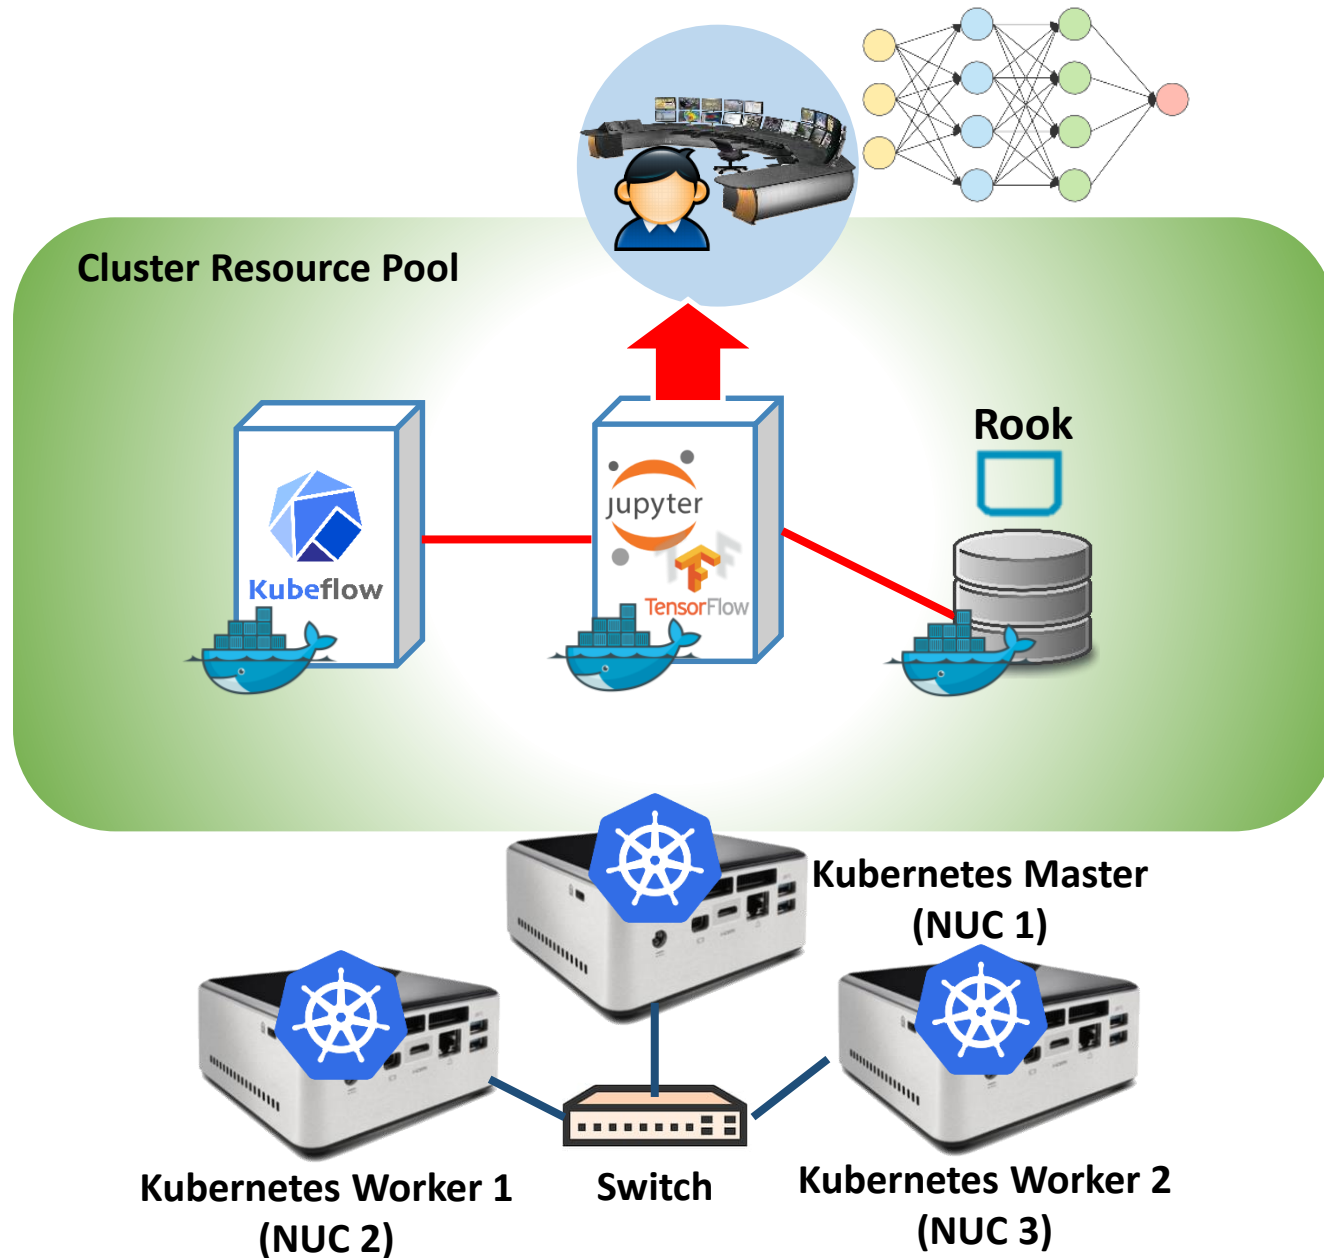 Cluster Resource Pool
Rook
jupyter
Kubeflow
TensorFlow
Kubernetes Master
(NUC 1)
Kubernetes Worker 1
(NUC 2)
Switch
Kubernetes Worker 2
(NUC 3)